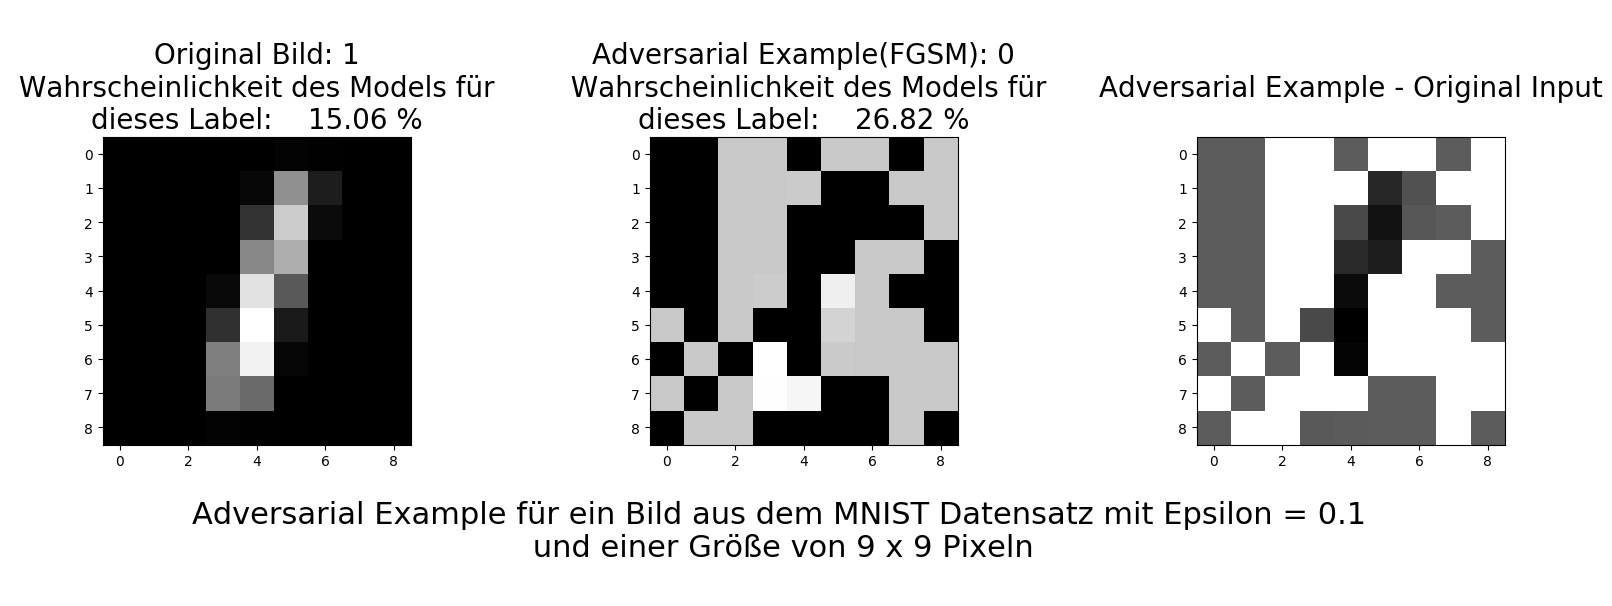 Original Bild: 1
Wahrscheinlichkeit des Models für
dieses Label: 15.06 %
0
1
2
3
4
5
6
7
8
0 2 4 6 8
Adversarial Example(FGSM): 0
Wahrscheinlichkeit des Models für
dieses Label: 26.82 %
0
1
2
3
4
5
6
7
8
0 2 4 6 8
Adversarial Example - Original Input
0
1
2
3
4
5
6
7
8
0 2 4 6 8
Adversarial Example für ein Bild aus dem MNIST Datensatz mit Epsilon = 0.1
und einer Größe von 9 x 9 Pixeln